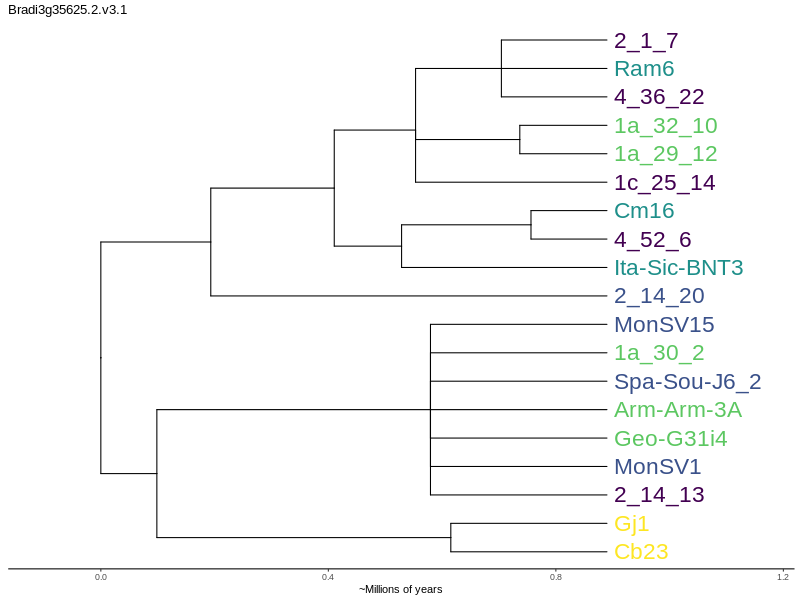 Bradi3g35625.2.v3.1
2_1_7
Ram6
4_36_22
1a_32_10
1a_29_12
1c_25_14
Cm16
4_52_6
Ita-Sic-BNT3
2_14_20
MonSV15
1a_30_2
Spa-Sou-J6_2
Arm-Arm-3A
Geo-G31i4
MonSV1
2_14_13
Gj1
Cb23
0.0 0.4 0.8 1.2
~Millions of years